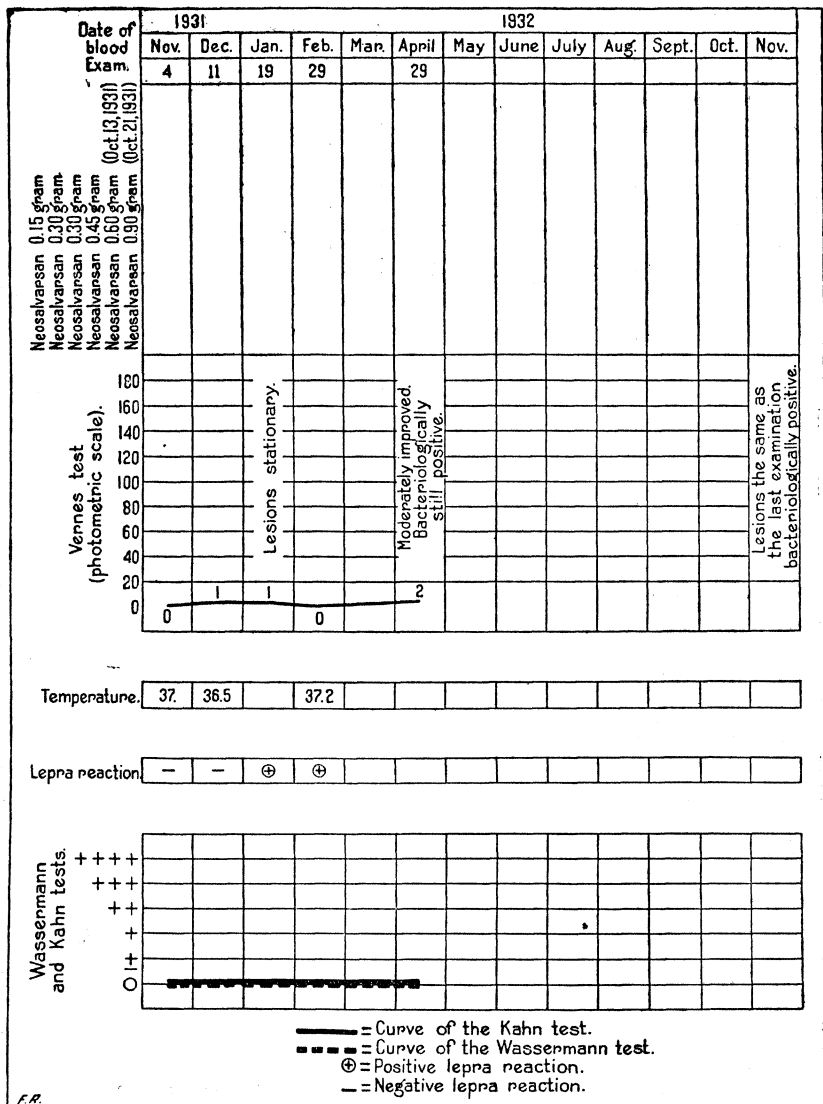 Date of
blood
Exam.
1931 1932
Nov. Dec. Jan. Feb. Mar. April May June July Aug. Sept. Oct. Nov.
4 11 19 29 29
Neosalvarsan 0.15 gram
Neosalvarsan 0.30 gram
Neosalvarsan 0.30 gram
Neosalvarsan 0.45 gram
Neosalvarsan 0.60 gram (Oct.13,1931)
Neosalvarsan 0.90 gram (Oct.21,1931)
Vernes test
(photometric scale).
180
160
140
120
100
80
60
40
20
0
Lesions stationary.
Moderately improved.
Bacteriologically
still positive.
Lesions the same as
the last examination
bacteriologically positive.
0 1 1 0 2
Temperature. 37. 36.5 37.2
Lepra reaction. – – ⊕ ⊕
Wassermann
and Kahn tests.
++++
+++
++
+
±
0
= Curve of the Kahn test.
= Curve of the Wassermann test.
⊕ = Positive lepra reaction.
– = Negative lepra reaction.
F.R.